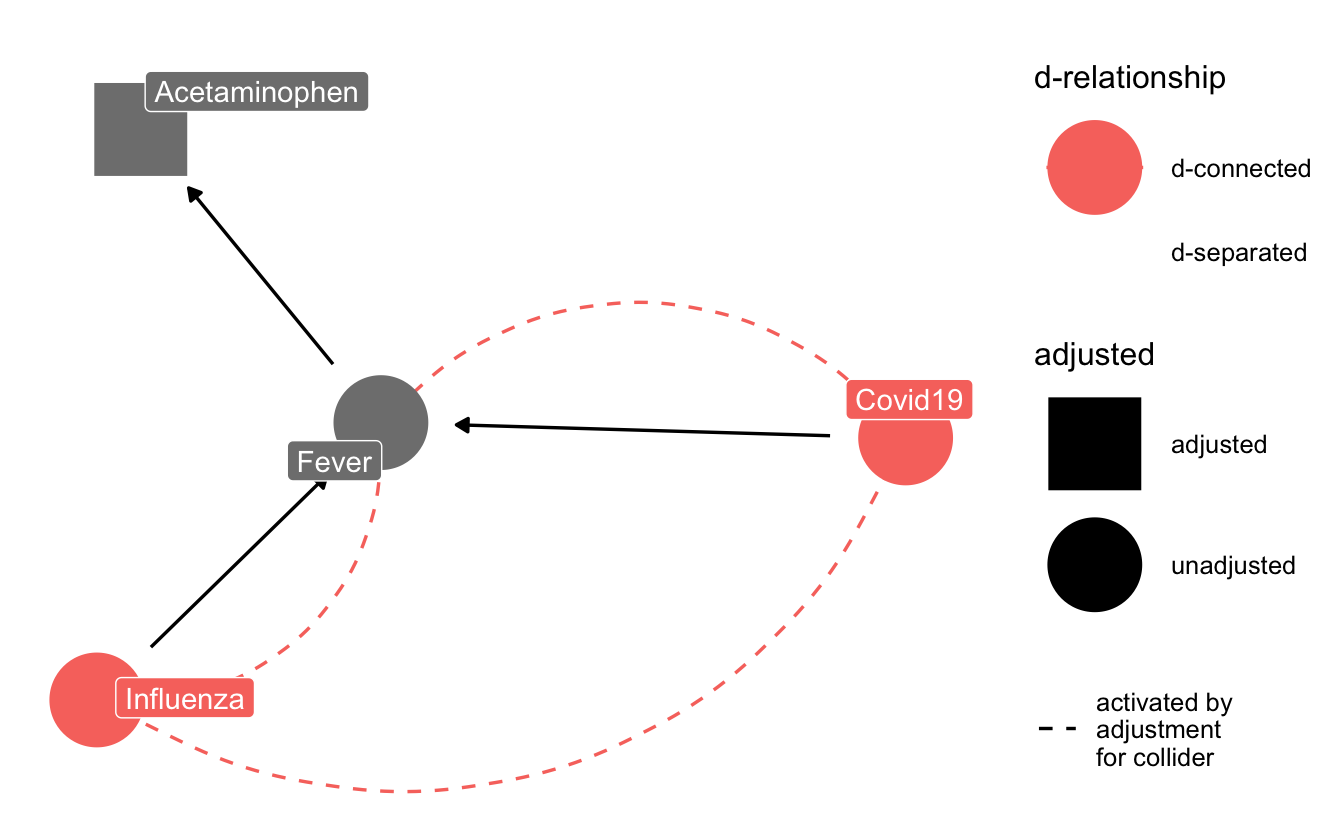 Acetaminophen
Fever
Covid19
Influenza
d-relationship
d-connected
d-separated
adjusted
adjusted
unadjusted
activated by
adjustment
for collider